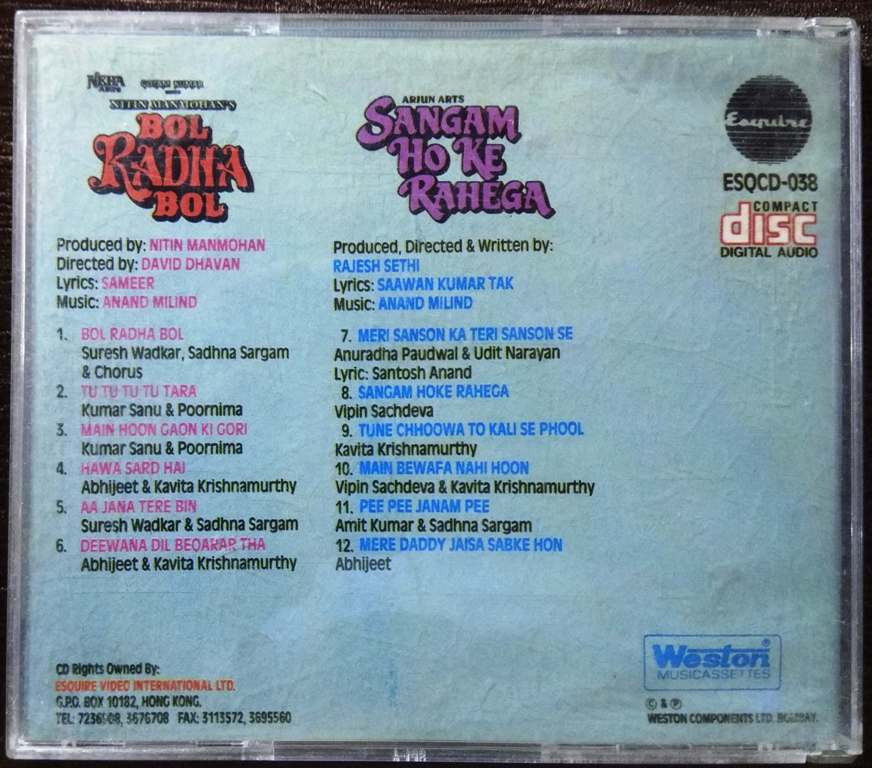 NEHA
ARTS
GOTAM KUMAR
NITIN MANMOHAN'S
BOL
RADHA
BOL
Produced by: NITIN MANMOHAN
Directed by: DAVID DHAVAN
Lyrics: SAMEER
Music: ANAND MILIND
1. BOL RADHA BOL
Suresh Wadkar, Sadhna Sargam
& Chorus
2. TU TU TU TU TARA
Kumar Sanu & Poornima
3. MAIN HOON GAON KI GORI
Kumar Sanu & Poornima
4. HAWA SARD HAI
Abhijeet & Kavita Krishnamurthy
5. AA JANA TERE BIN
Suresh Wadkar & Sadhna Sargam
6. DEEWANA DIL BEQARAR THA
Abhijeet & Kavita Krishnamurthy
ARJUN ARTS
SANGAM
HO KE
RAHEGA
Produced, Directed & Written by:
RAJESH SETHI
Lyrics: SAAWAN KUMAR TAK
Music: ANAND MILIND
7. MERI SANSON KA TERI SANSON SE
Anuradha Paudwal & Udit Narayan
Lyric: Santosh Anand
8. SANGAM HOKE RAHEGA
Vipin Sachdeva
9. TUNE CHHOOWA TO KALI SE PHOOL
Kavita Krishnamurthy
10. MAIN BEWAFA NAHI HOON
Vipin Sachdeva & Kavita Krishnamurthy
11. PEE PEE JANAM PEE
Amit Kumar & Sadhna Sargam
12. MERE DADDY JAISA SABKE HON
Abhijeet
Esquire
ESQCD-038
COMPACT
disc
DIGITAL AUDIO
CD Rights Owned By:
ESQUIRE VIDEO INTERNATIONAL LTD.
G.P.O. BOX 10182, HONG KONG.
TEL: 3676708 FAX: 3113572, 3695560
Weston®
MUSICASSETTES
© & ℗
WESTON COMPONENTS LTD. BOMBAY.